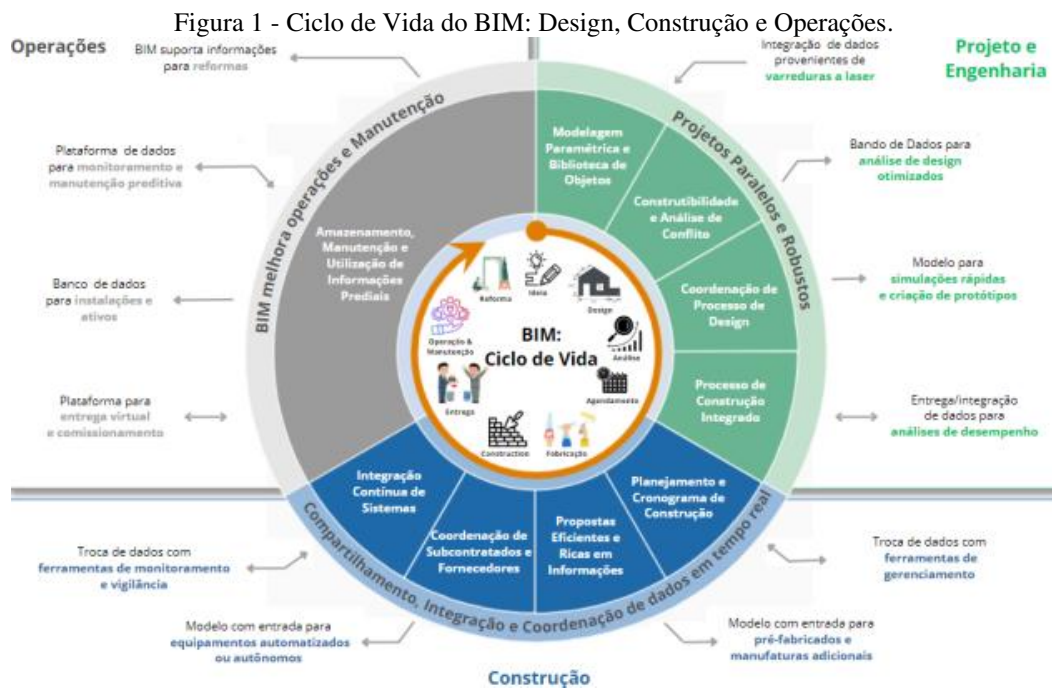 Figura 1 - Ciclo de Vida do BIM: Design, Construção e Operações.
Operações
BIM suporta informações
para reformas
Plataforma de dados
para monitoramento e
manutenção preditiva
Banco de dados
para instalações e
ativos
Plataforma para
entrega virtual
e comissionamento
Integração de dados
provenientes de
varreduras a laser
Projeto e
Engenharia
Bando de Dados para
análise de design
otimizados
Modelo para
simulações rápidas
e criação de protótipos
Entrega/integração
de dados para
análises de desempenho
BIM melhora operações e Manutenção
Projetos Paralelos e Robustos
Modelagem
Paramétrica e
Biblioteca de
Objetos
Construtibilidade
e Análise de
Conflito
Coordenação de
Processo de
Design
Processo de
Construção
Integrado
Amazenamento,
Manutenção e
Utilização de
Informações
Prediais
BIM:
Ciclo de Vida
Ideia
Design
Análise
Agendamento
Fabricação
Construction
Entrega
Operação &
Manutenção
Reforma
Integração
Contínua de
Sistemas
Coordenação de
Subcontratados e
Fornecedores
Propostas
Eficientes e
Ricas em
Informações
Planejamento e
Cronograma de
Construção
Compartilhamento, Integração e Coordenação de dados em tempo real
Troca de dados com
ferramentas de monitoramento
e vigilância
Modelo com entrada para
equipamentos automatizados
ou autônomos
Troca de dados com
ferramentas de
gerenciamento
Modelo com entrada para
pré-fabricados e
manufaturas adicionais
Construção